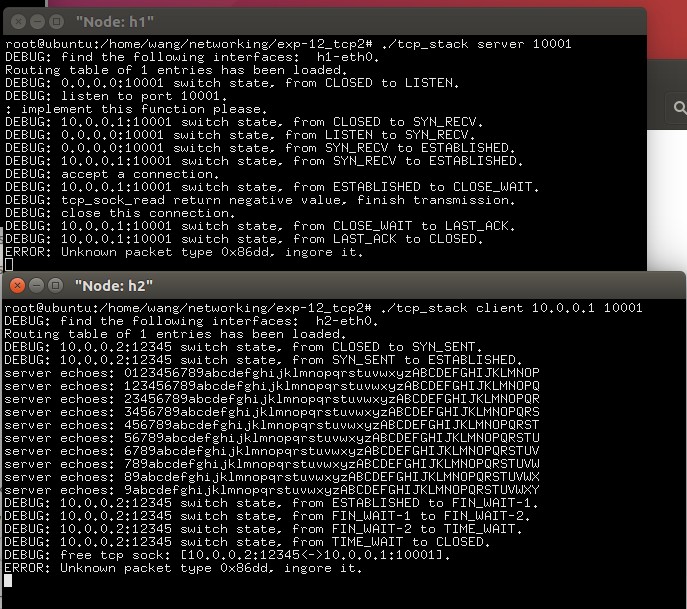 "Node: h1"
root@ubuntu:/home/wang/networking/exp-12_tcp2# ./tcp_stack server 10001
DEBUG: find the following interfaces:  h1-eth0.
Routing table of 1 entries has been loaded.
DEBUG: 0.0.0.0:10001 switch state, from CLOSED to LISTEN.
DEBUG: listen to port 10001.
: implement this function please.
DEBUG: 10.0.0.1:10001 switch state, from CLOSED to SYN_RECV.
DEBUG: 0.0.0.0:10001 switch state, from LISTEN to SYN_RECV.
DEBUG: 0.0.0.0:10001 switch state, from SYN_RECV to ESTABLISHED.
DEBUG: 10.0.0.1:10001 switch state, from SYN_RECV to ESTABLISHED.
DEBUG: accept a connection.
DEBUG: 10.0.0.1:10001 switch state, from ESTABLISHED to CLOSE_WAIT.
DEBUG: tcp_sock_read return negative value, finish transmission.
DEBUG: close this connection.
DEBUG: 10.0.0.1:10001 switch state, from CLOSE_WAIT to LAST_ACK.
DEBUG: 10.0.0.1:10001 switch state, from LAST_ACK to CLOSED.
ERROR: Unknown packet type 0x86dd, ingore it.
"Node: h2"
root@ubuntu:/home/wang/networking/exp-12_tcp2# ./tcp_stack client 10.0.0.1 10001
DEBUG: find the following interfaces:  h2-eth0.
Routing table of 1 entries has been loaded.
DEBUG: 10.0.0.2:12345 switch state, from CLOSED to SYN_SENT.
DEBUG: 10.0.0.2:12345 switch state, from SYN_SENT to ESTABLISHED.
server echoes: 0123456789abcdefghijklmnopqrstuvwxyzABCDEFGHIJKLMNOP
server echoes: 123456789abcdefghijklmnopqrstuvwxyzABCDEFGHIJKLMNOPQ
server echoes: 23456789abcdefghijklmnopqrstuvwxyzABCDEFGHIJKLMNOPQR
server echoes: 3456789abcdefghijklmnopqrstuvwxyzABCDEFGHIJKLMNOPQRS
server echoes: 456789abcdefghijklmnopqrstuvwxyzABCDEFGHIJKLMNOPQRST
server echoes: 56789abcdefghijklmnopqrstuvwxyzABCDEFGHIJKLMNOPQRSTU
server echoes: 6789abcdefghijklmnopqrstuvwxyzABCDEFGHIJKLMNOPQRSTUV
server echoes: 789abcdefghijklmnopqrstuvwxyzABCDEFGHIJKLMNOPQRSTUVW
server echoes: 89abcdefghijklmnopqrstuvwxyzABCDEFGHIJKLMNOPQRSTUVWX
server echoes: 9abcdefghijklmnopqrstuvwxyzABCDEFGHIJKLMNOPQRSTUVWXY
DEBUG: 10.0.0.2:12345 switch state, from ESTABLISHED to FIN_WAIT-1.
DEBUG: 10.0.0.2:12345 switch state, from FIN_WAIT-1 to FIN_WAIT-2.
DEBUG: 10.0.0.2:12345 switch state, from FIN_WAIT-2 to TIME_WAIT.
DEBUG: 10.0.0.2:12345 switch state, from TIME_WAIT to CLOSED.
DEBUG: free tcp sock: [10.0.0.2:12345<->10.0.0.1:10001].
ERROR: Unknown packet type 0x86dd, ingore it.